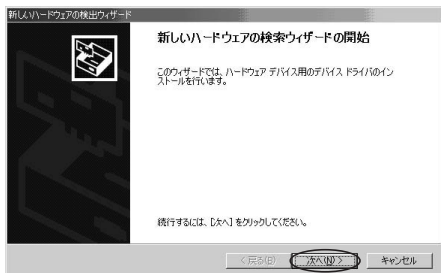 新しいハードウェアの検出ウィザード
新しいハードウェアの検索ウィザードの開始
このウィザードでは、ハードウェア デバイス用のデバイス ドライバのイン
ストールを行います。
続行するには、[次へ] をクリックしてください。
< 戻る(B)
次へ(N) >
キャンセル